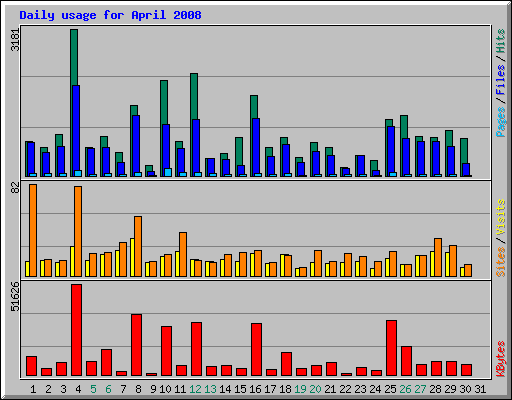 Daily usage for April 2008
3181
Pages / Files / Hits
82
Sites / Visits
51626
KBytes
1 2 3 4 5 6 7 8 9 10 11 12 13 14 15 16 17 18 19 20 21 22 23 24 25 26 27 28 29 30 31